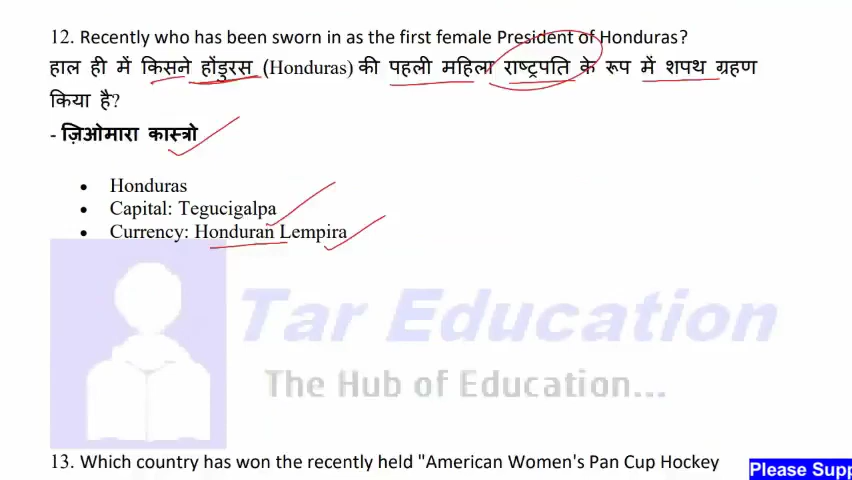 12. Recently who has been sworn in as the first female President of Honduras?
हाल ही में किसने होंडुरस (Honduras) की पहली महिला राष्ट्रपति के रूप में शपथ ग्रहण
किया है?
- ज़िओमारा कास्त्रो
• Honduras
• Capital: Tegucigalpa
• Currency: Honduran Lempira
Tar Education
The Hub of Education...
13. Which country has won the recently held "American Women's Pan Cup Hockey
Please Supp